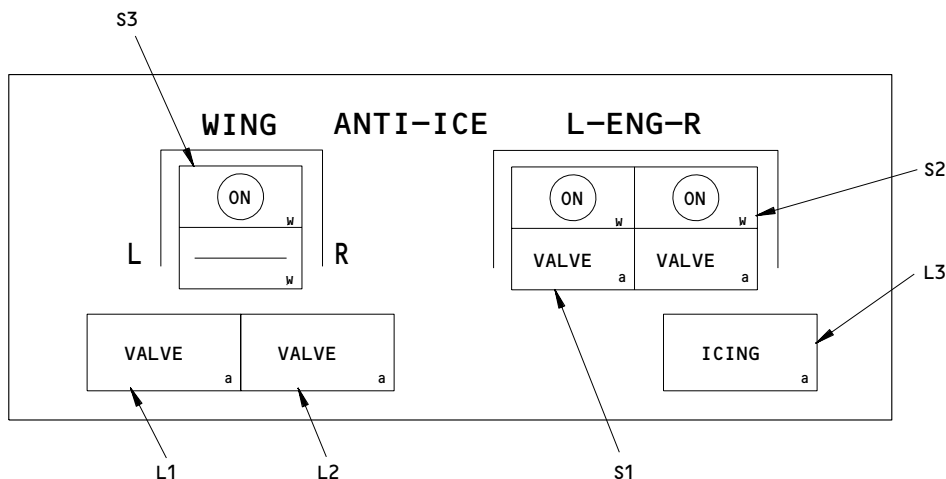 S3
WING ANTI-ICE L-ENG-R
ON ON ON S2
W W W
L R VALVE VALVE
W a a L3
VALVE VALVE ICING
a a a
L1 L2 S1